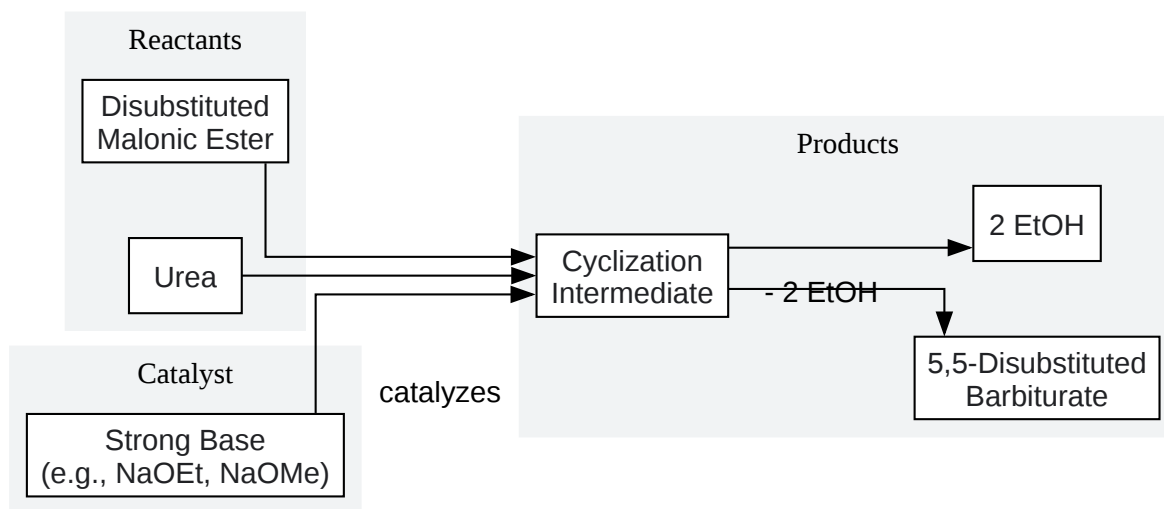 Reactants
Disubstituted
Malonic Ester
Urea
Catalyst
Strong Base
(e.g., NaOEt, NaOMe)
catalyzes
Products
Cyclization
Intermediate
2 EtOH
- 2 EtOH
5,5-Disubstituted
Barbiturate